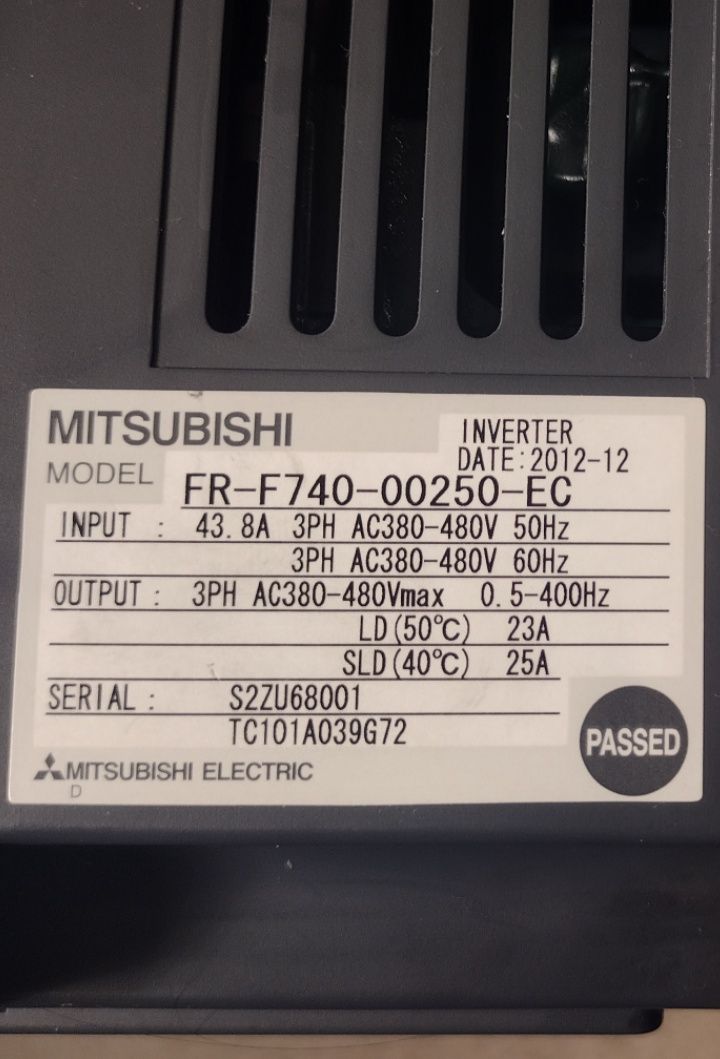 MITSUBISHI
INVERTER
MODEL
DATE:2012-12
FR-F740-00250-EC
INPUT : 43.8A 3PH AC380-480V 50Hz
3PH AC380-480V 60Hz
OUTPUT : 3PH AC380-480Vmax 0.5-400Hz
LD(50℃) 23A
SLD(40℃) 25A
SERIAL : S2ZU68001
TC101A039G72
PASSED
MITSUBISHI ELECTRIC
D